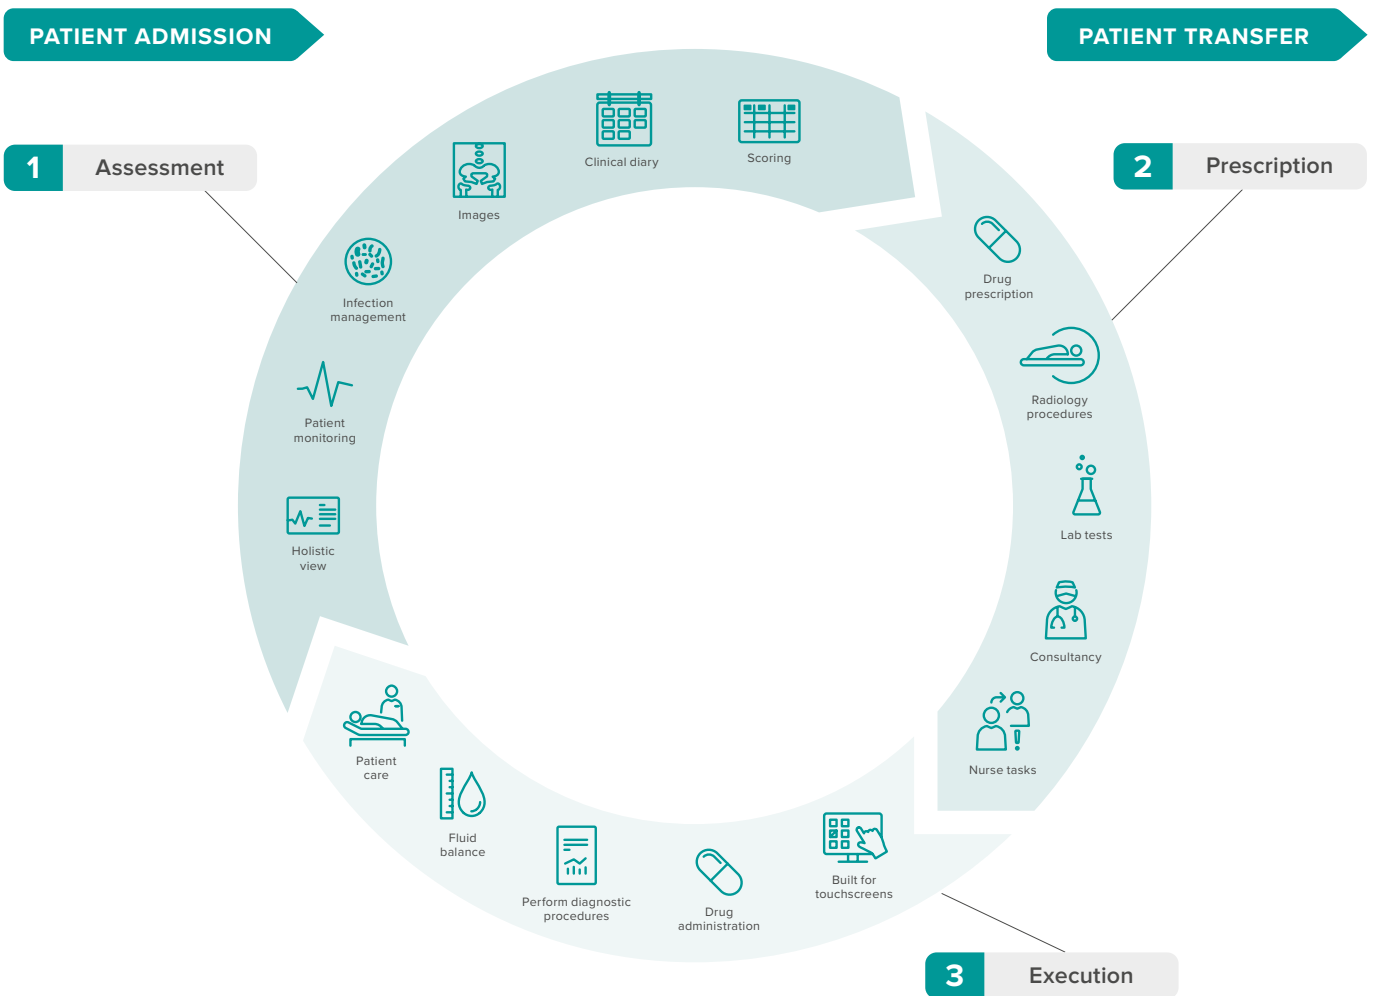 PATIENT ADMISSION
PATIENT TRANSFER
1 Assessment
2 Prescription
3 Execution
Holistic
view
Patient
monitoring
Infection
management
Images
Clinical diary
Scoring
Drug
prescription
Radiology
procedures
Lab tests
Consultancy
Nurse tasks
Built for
touchscreens
Drug
administration
Perform diagnostic
procedures
Fluid
balance
Patient
care